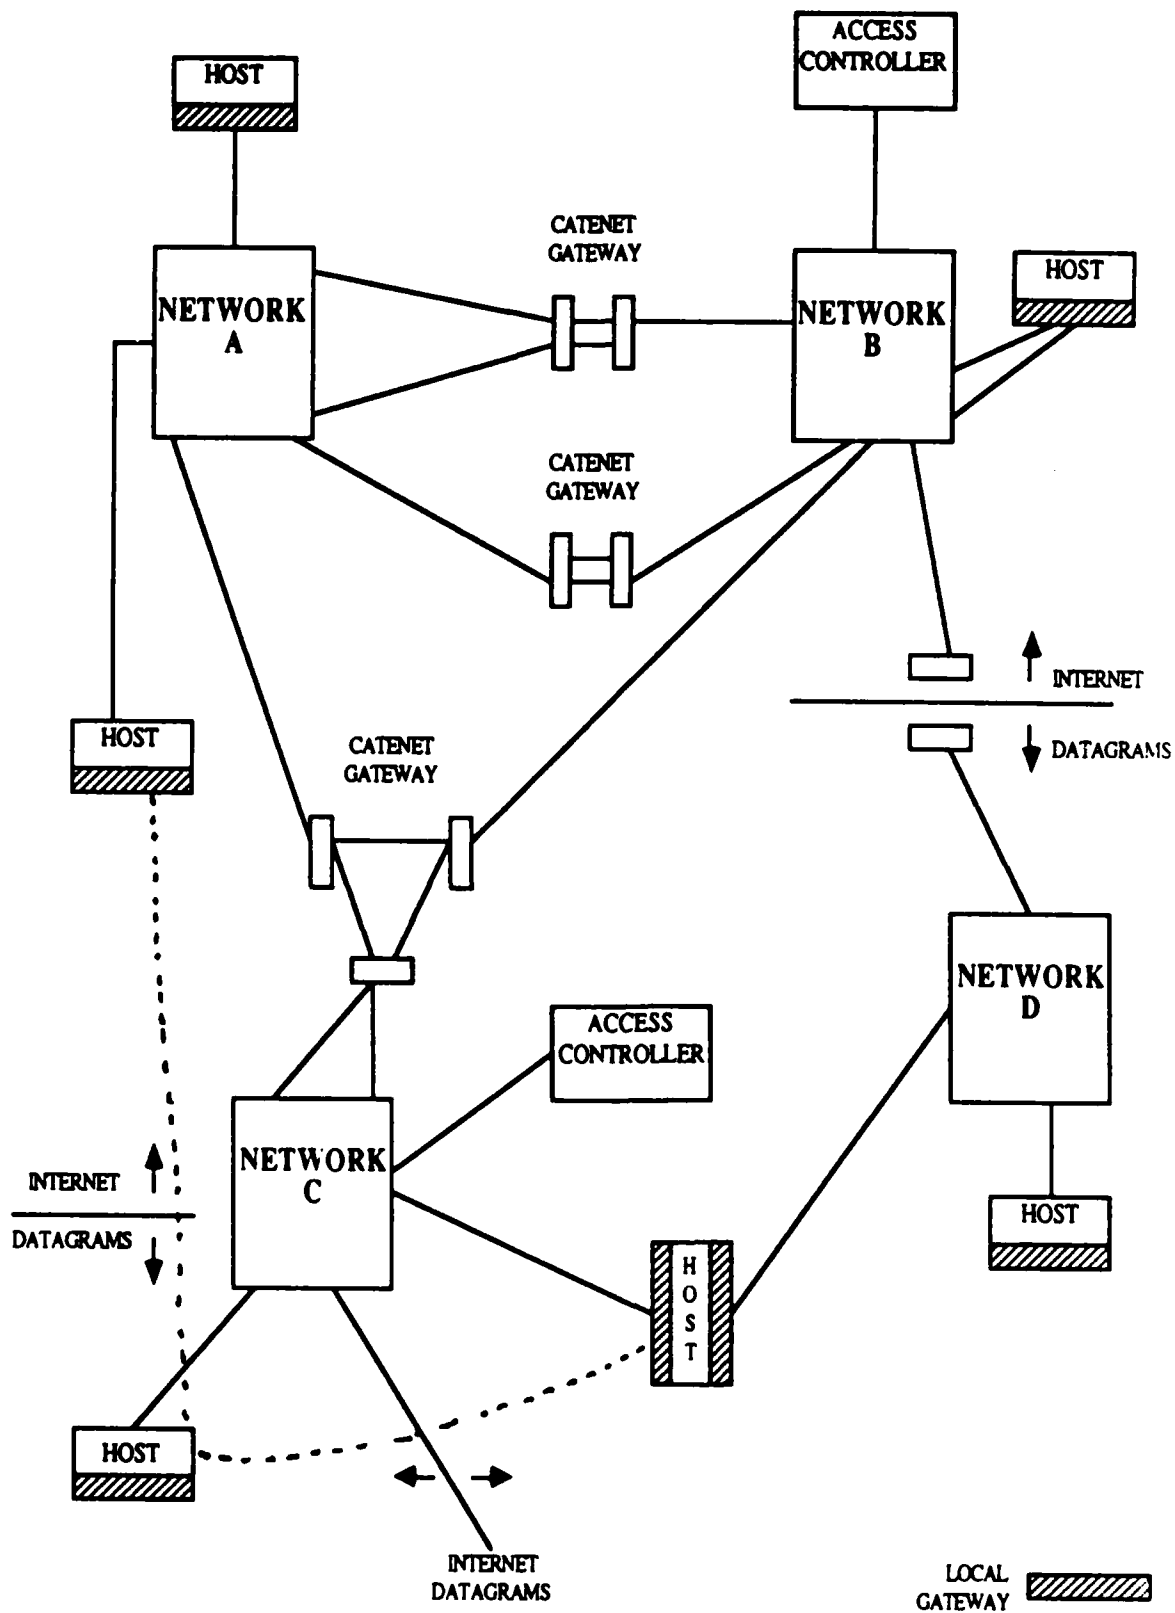 ACCESS
CONTROLLER
HOST
CATENET
GATEWAY
HOST
NETWORK
A
NETWORK
B
CATENET
GATEWAY
INTERNET
DATAGRAMS
HOST
CATENET
GATEWAY
NETWORK
D
ACCESS
CONTROLLER
NETWORK
C
INTERNET
DATAGRAMS
HOST
H
O
S
T
HOST
INTERNET
DATAGRAMS
LOCAL
GATEWAY